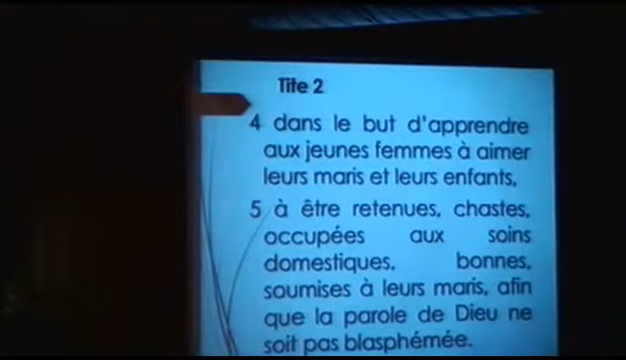 Tite 2
4 dans le but d'apprendre
aux jeunes femmes à aimer
leurs maris et leurs enfants,
5 à être retenues, chastes,
occupées aux soins
domestiques, bonnes,
soumises à leurs maris, afin
que la parole de Dieu ne
soit pas blasphémée.